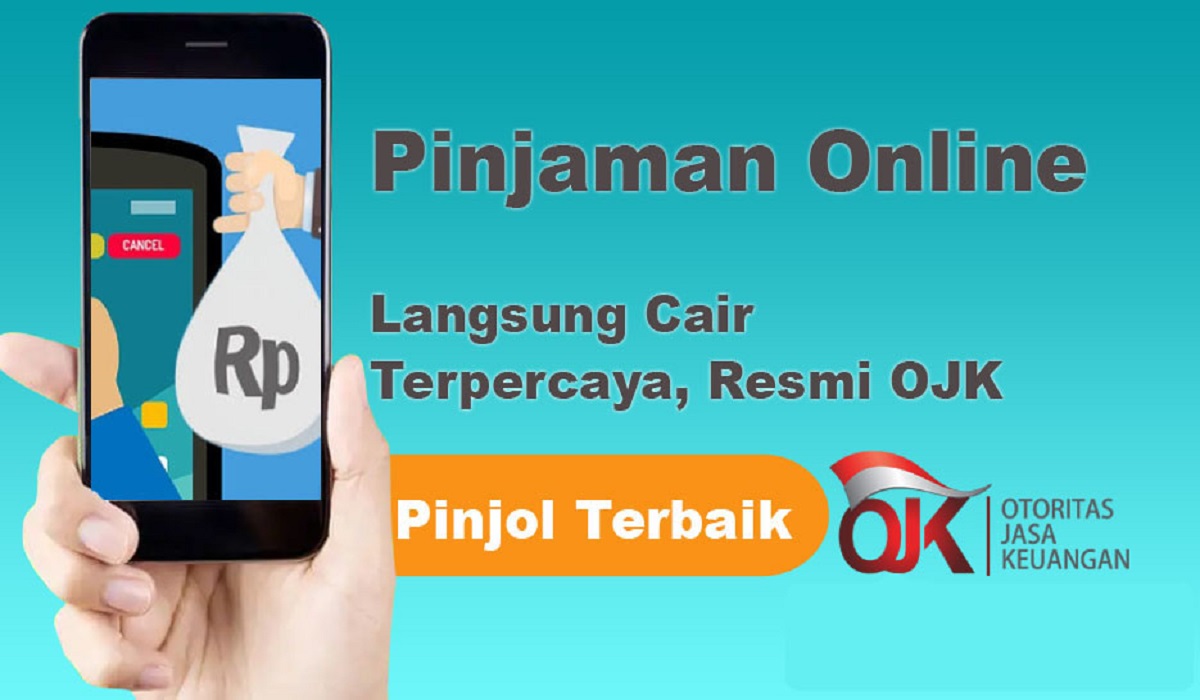 Pinjaman Online
Langsung Cair
Terpercaya, Resmi OJK
Pinjol Terbaik
CANCEL
Rp
OJK
OTORITAS
JASA
KEUANGAN